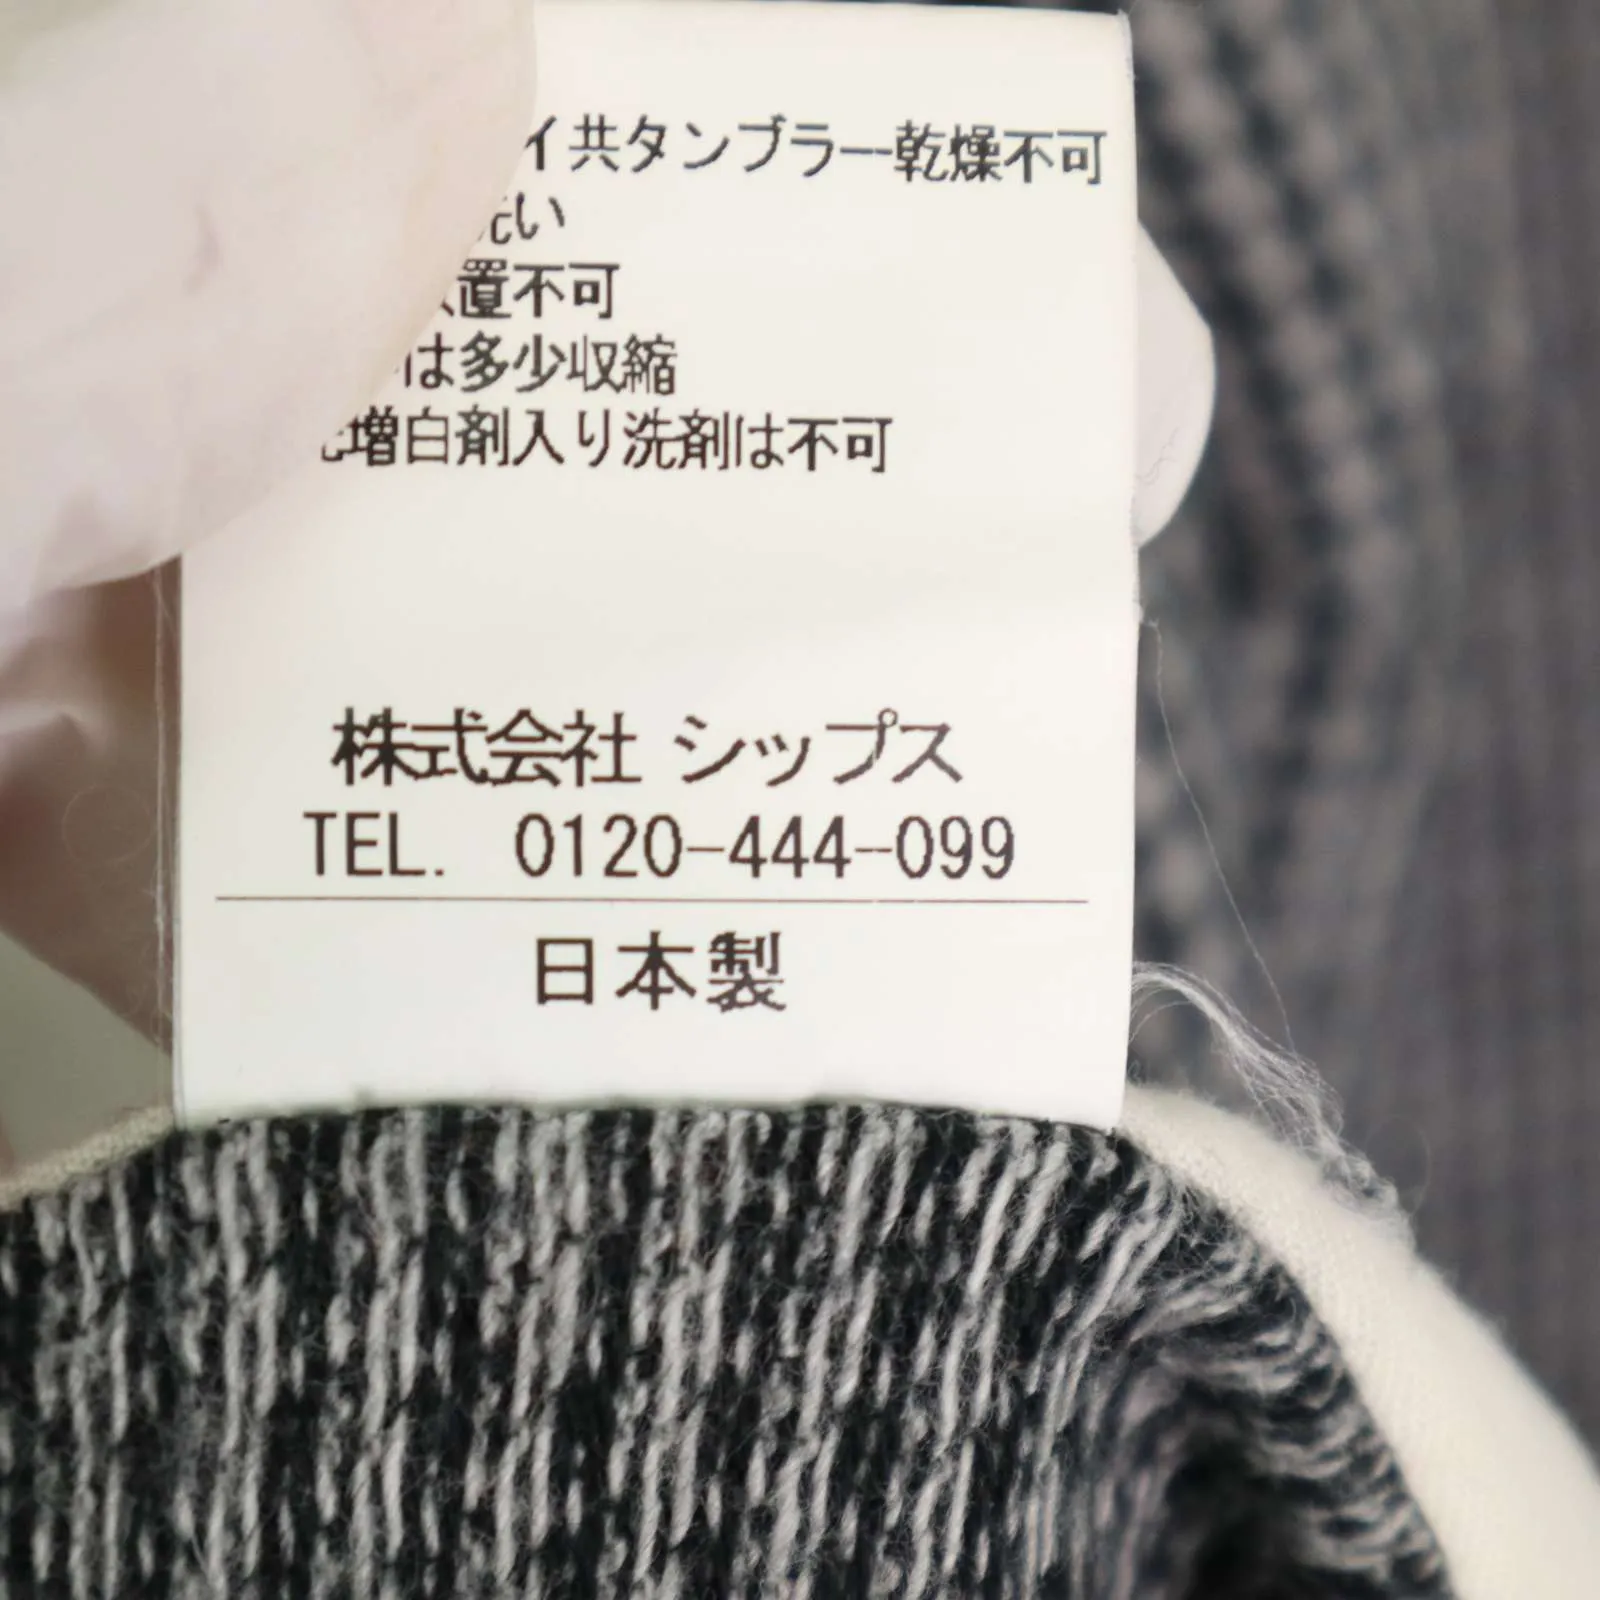 イ共タンブラー乾燥不可
洗い
置不可
は多少収縮
増白剤入り洗剤は不可
株式会社 シップス
TEL. 0120-444-099
日本製